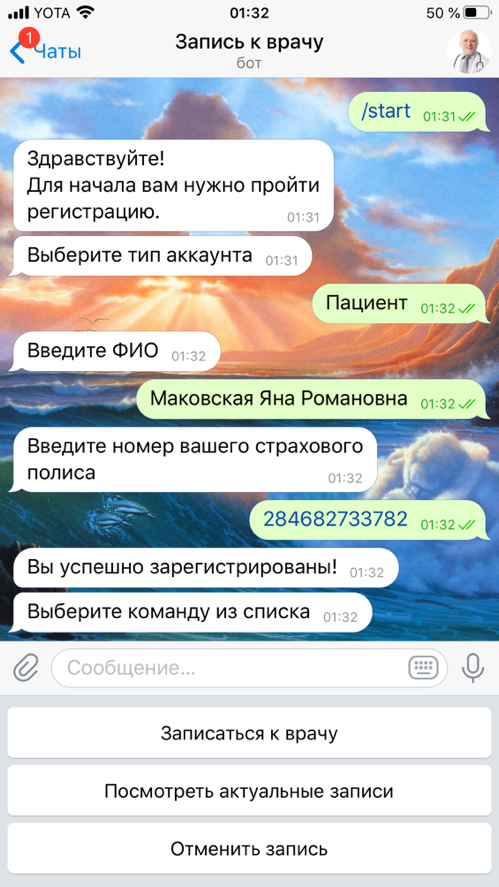 YOTA 01:32 50 %
1
Чаты
Запись к врачу
бот
/start 01:31
Здравствуйте!
Для начала вам нужно пройти
регистрацию. 01:31
Выберите тип аккаунта 01:31
Пациент 01:32
Введите ФИО 01:32
Маковская Яна Романовна 01:32
Введите номер вашего страхового
полиса 01:32
284682733782 01:32
Вы успешно зарегистрированы! 01:32
Выберите команду из списка 01:32
Сообщение...
Записаться к врачу
Посмотреть актуальные записи
Отменить запись